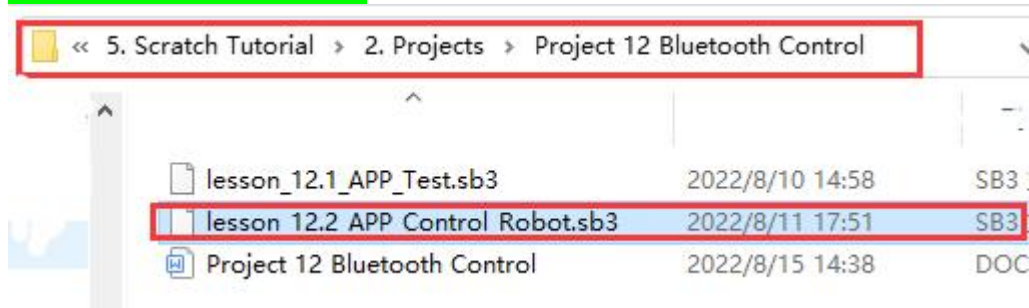 « 5. Scratch Tutorial > 2. Projects > Project 12 Bluetooth Control
lesson_12.1_APP_Test.sb3 2022/8/10 14:58 SB3
lesson 12.2 APP Control Robot.sb3 2022/8/11 17:51 SB3
Project 12 Bluetooth Control 2022/8/15 14:38 DOC